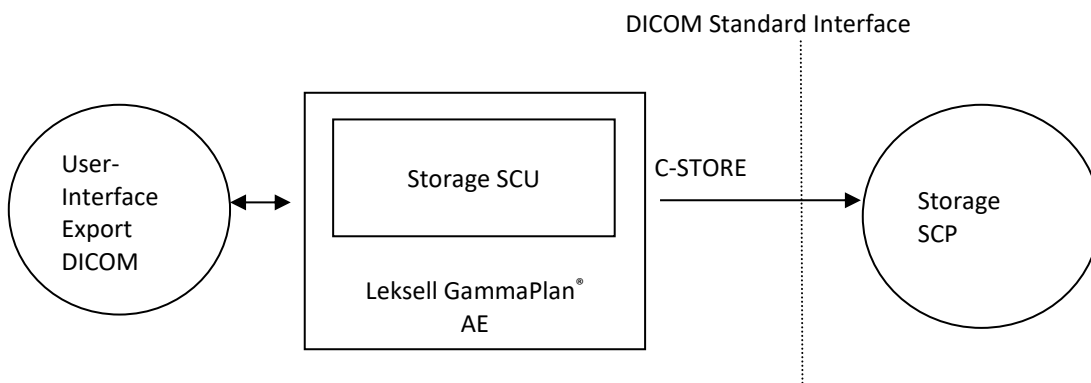 DICOM Standard Interface
User-
Interface
Export
DICOM
Storage SCU
Leksell GammaPlan®
AE
C-STORE
Storage
SCP